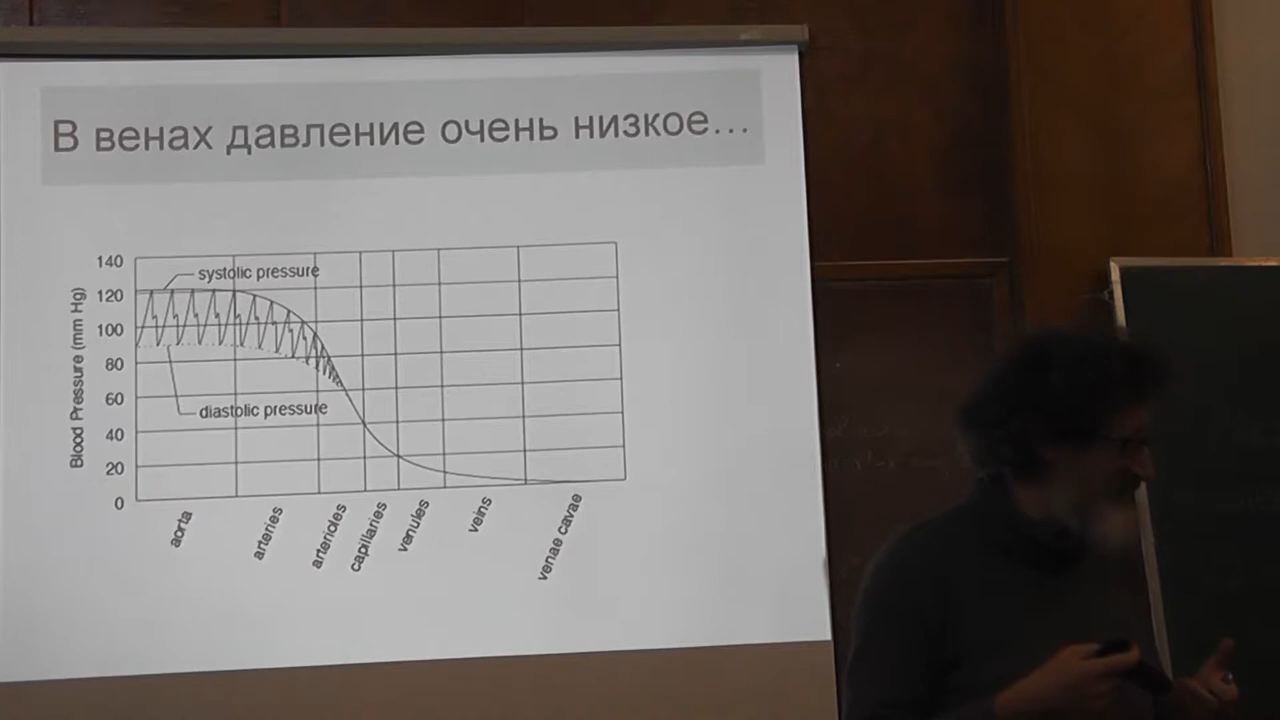 В венах давление очень низкое...
Blood Pressure (mm Hg)
140
120
100
80
60
40
20
0
systolic pressure
diastolic pressure
aorta
arteries
arterioles
capillaries
venules
veins
venae cavae